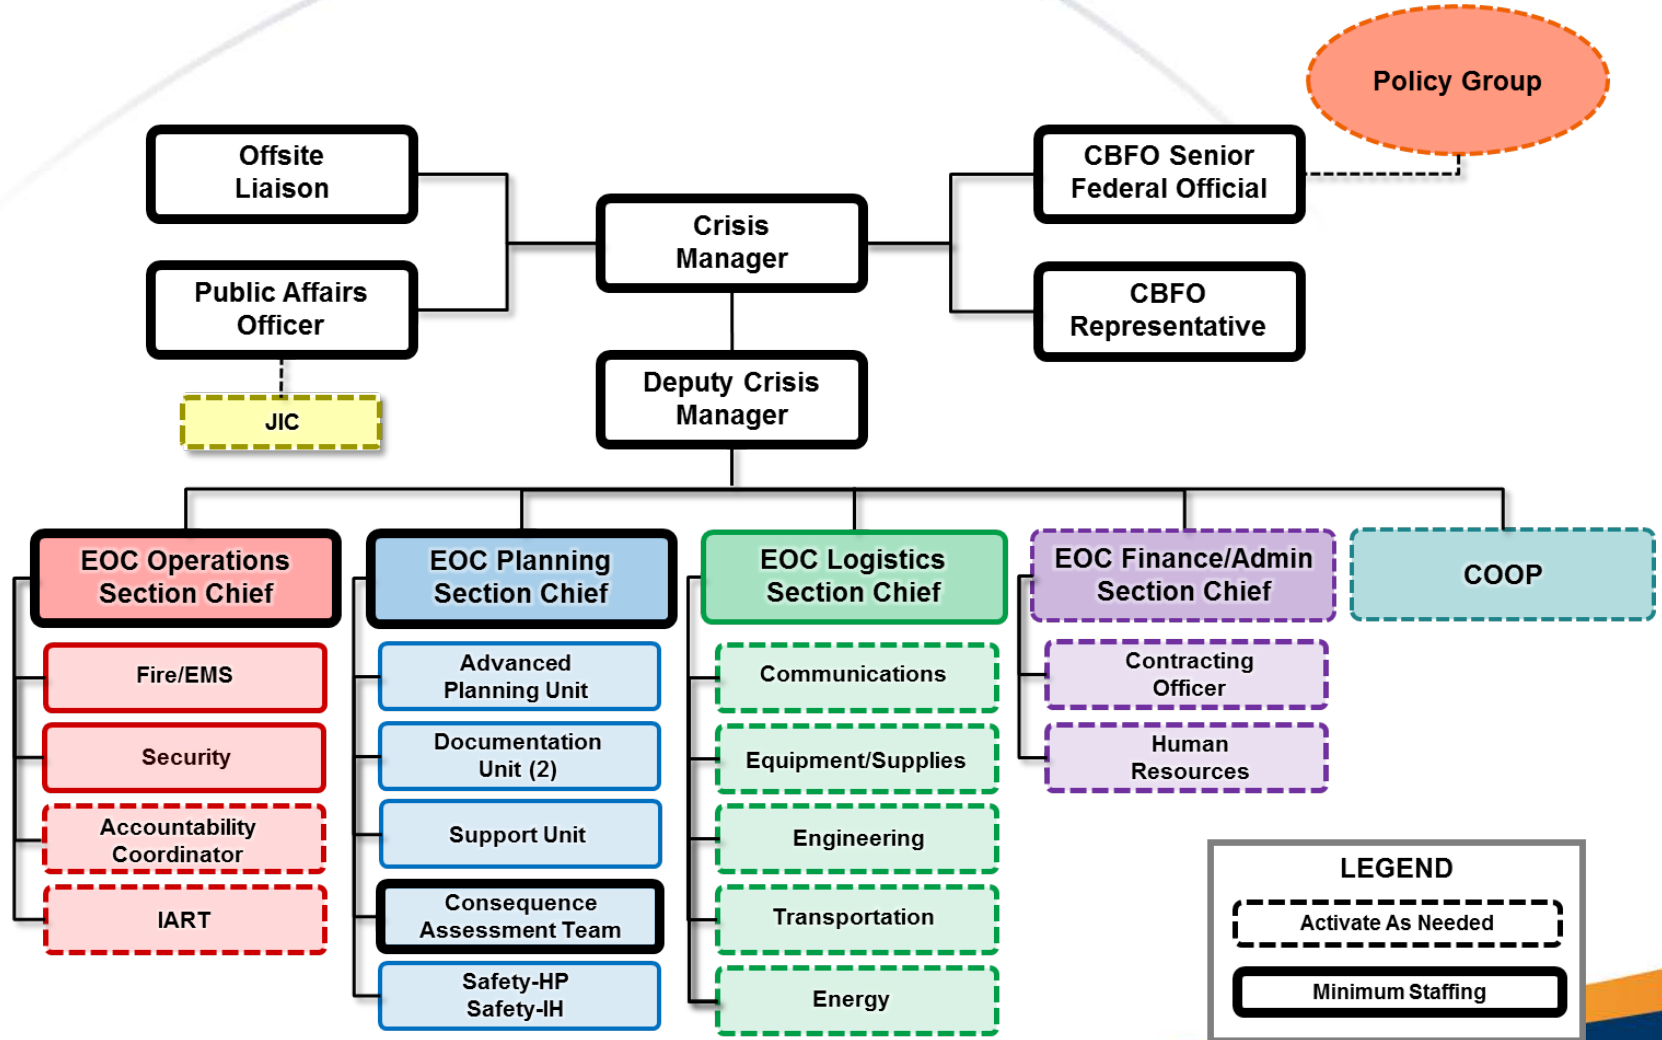 Policy Group
Offsite
Liaison
CBFO Senior
Federal Official
Crisis
Manager
Public Affairs
Officer
CBFO
Representative
Deputy Crisis
Manager
JIC
EOC Operations
Section Chief
EOC Planning
Section Chief
EOC Logistics
Section Chief
EOC Finance/Admin
Section Chief
COOP
Fire/EMS
Security
Accountability
Coordinator
IART
Advanced
Planning Unit
Documentation
Unit (2)
Support Unit
Consequence
Assessment Team
Safety-HP
Safety-IH
Communications
Equipment/Supplies
Engineering
Transportation
Energy
Contracting
Officer
Human
Resources
LEGEND
Activate As Needed
Minimum Staffing